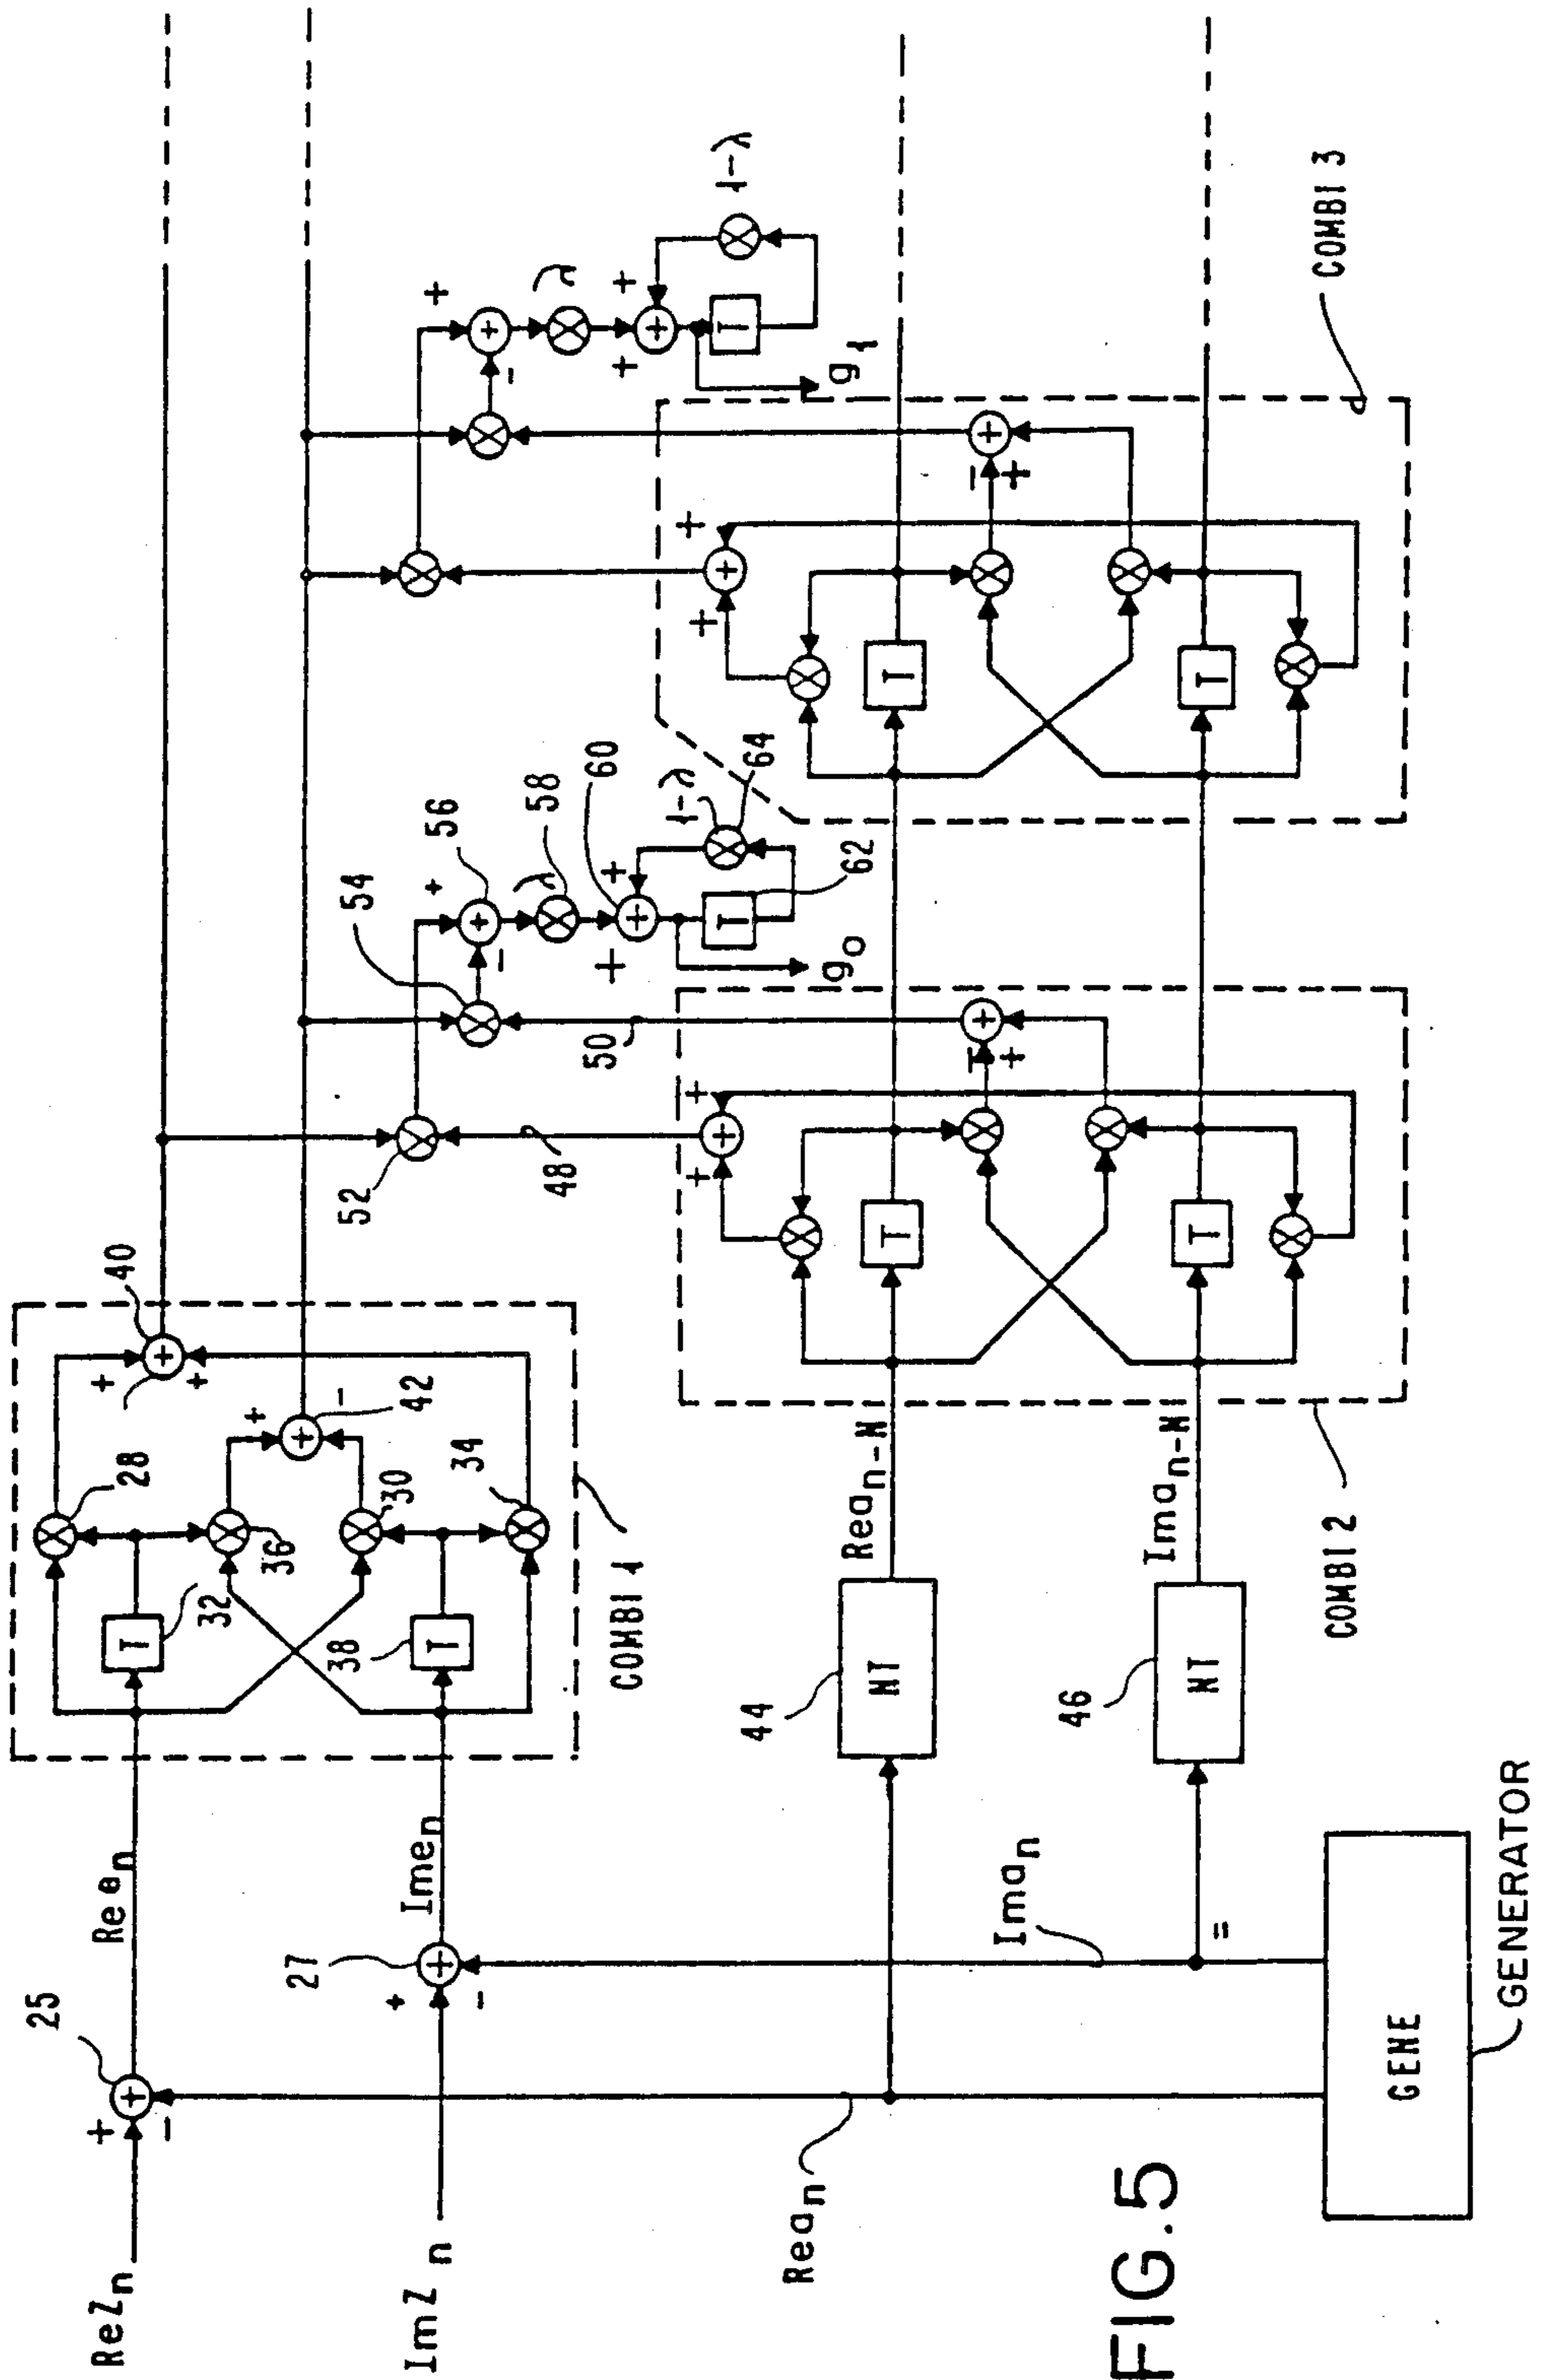 ReZn
+
-
25
Reen
ImZn
+
-
27
Imen
28
T
32
36
38
T
30
34
+
+
40
+
-
42
COMBI 1
52
48
54
50
+
-
56
λ
58
+
+
60
T
62
1-λ
64
g0
+
-
λ
+
+
T
1-λ
g1
Rean
Iman
=
44
NT
46
NT
Rean-N
Iman-N
T
T
+
+
-
+
COMBI 2
T
T
+
+
-
+
COMBI 3
GENE
GENERATOR
FIG.5